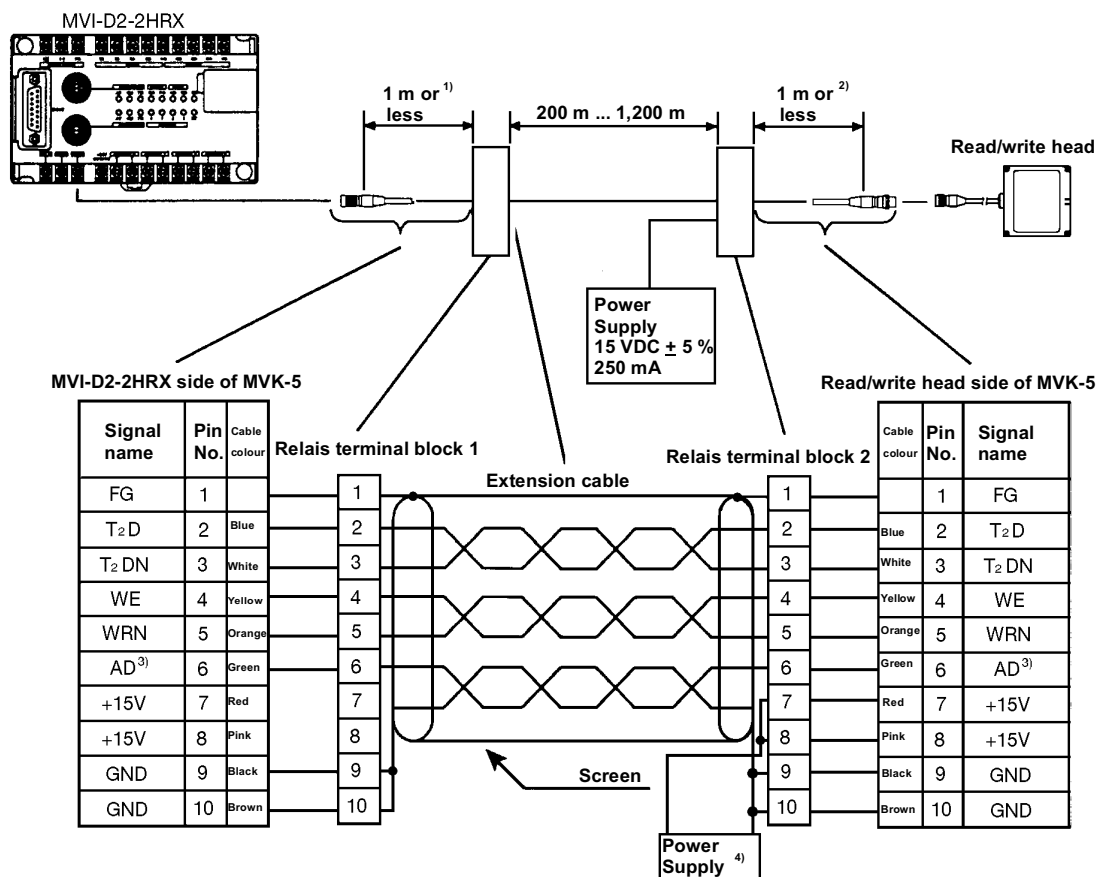 MVI-D2-2HRX
1 m or 1)
less
200 m ... 1,200 m
1 m or 2)
less
Read/write head
Power
Supply
15 VDC ± 5 %
250 mA
MVI-D2-2HRX side of MVK-5
Read/write head side of MVK-5
Relais terminal block 1
Relais terminal block 2
Extension cable
Signal name Pin No. Cable colour
FG 1
T2D 2 Blue
T2DN 3 White
WE 4 Yellow
WRN 5 Orange
AD3) 6 Green
+15V 7 Red
+15V 8 Pink
GND 9 Black
GND 10 Brown
1
2
3
4
5
6
7
8
9
10
1
2
3
4
5
6
7
8
9
10
Cable colour Pin No. Signal name
1 FG
Blue 2 T2D
White 3 T2DN
Yellow 4 WE
Orange 5 WRN
Green 6 AD3)
Red 7 +15V
Pink 8 +15V
Black 9 GND
Brown 10 GND
Screen
Power
Supply 4)